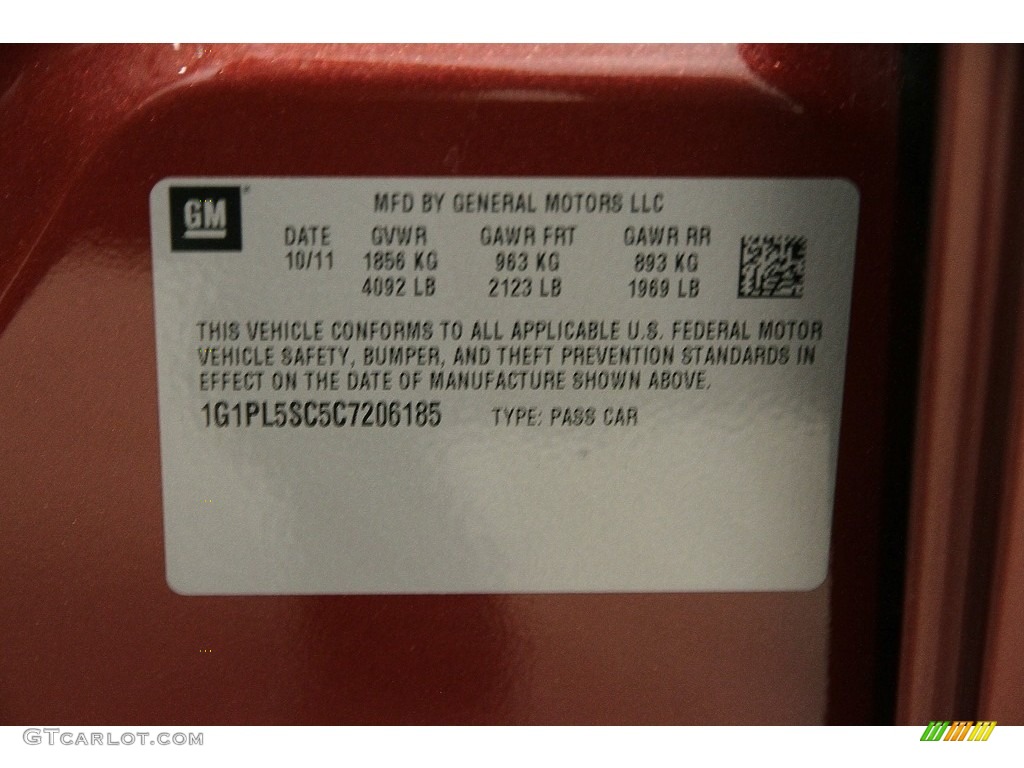 GM
MFD BY GENERAL MOTORS LLC
DATE GVWR GAWR FRT GAWR RR
10/11 1856 KG 963 KG 893 KG
4092 LB 2123 LB 1969 LB
THIS VEHICLE CONFORMS TO ALL APPLICABLE U.S. FEDERAL MOTOR
VEHICLE SAFETY, BUMPER, AND THEFT PREVENTION STANDARDS IN
EFFECT ON THE DATE OF MANUFACTURE SHOWN ABOVE.
1G1PL5SC5C7206185 TYPE: PASS CAR
GTCARLOT.COM